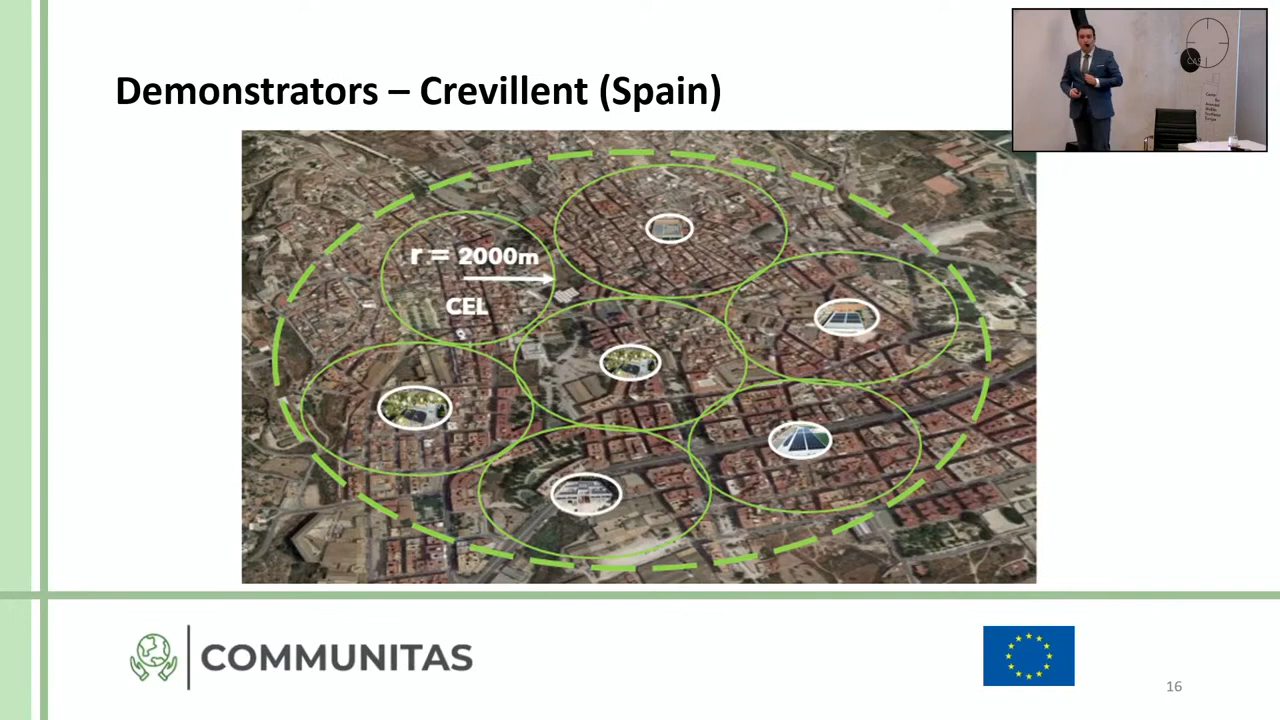 Demonstrators – Crevillent (Spain)
r = 2000m
CEL
COMMUNITAS
16